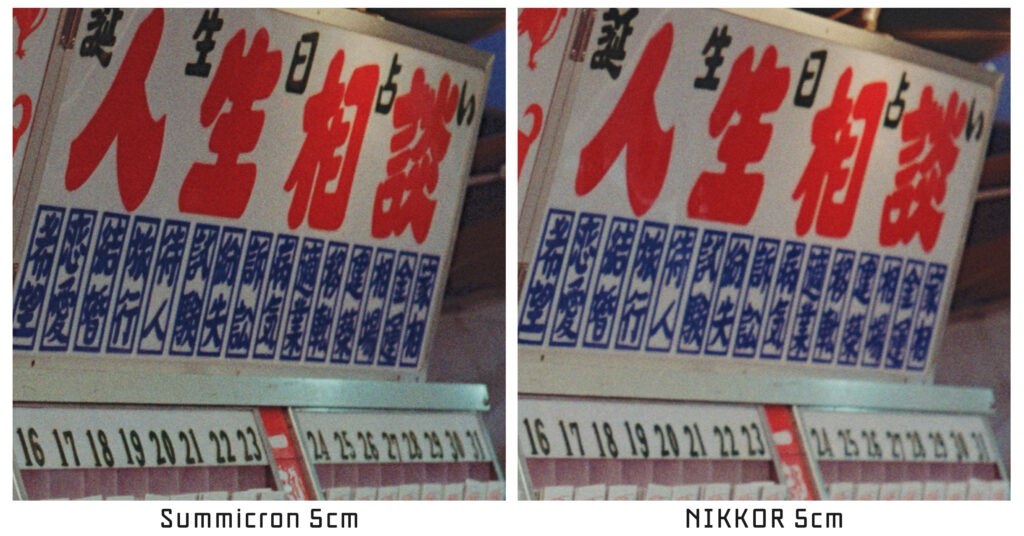 誕生日占い
人生相談
希望 恋愛 結婚 旅行 待人 試験 紛失 訴訟 病気 適業 移転 建築 相場 金運 家相
16 17 18 19 20 21 22 23 24 25 26 27 28 29 30 31
Summicron 5cm
誕生日占い
人生相談
希望 恋愛 結婚 旅行 待人 試験 紛失 訴訟 病気 適業 移転 建築 相場 金運 家相
16 17 18 19 20 21 22 23 24 25 26 27 28 29 30 31
NIKKOR 5cm